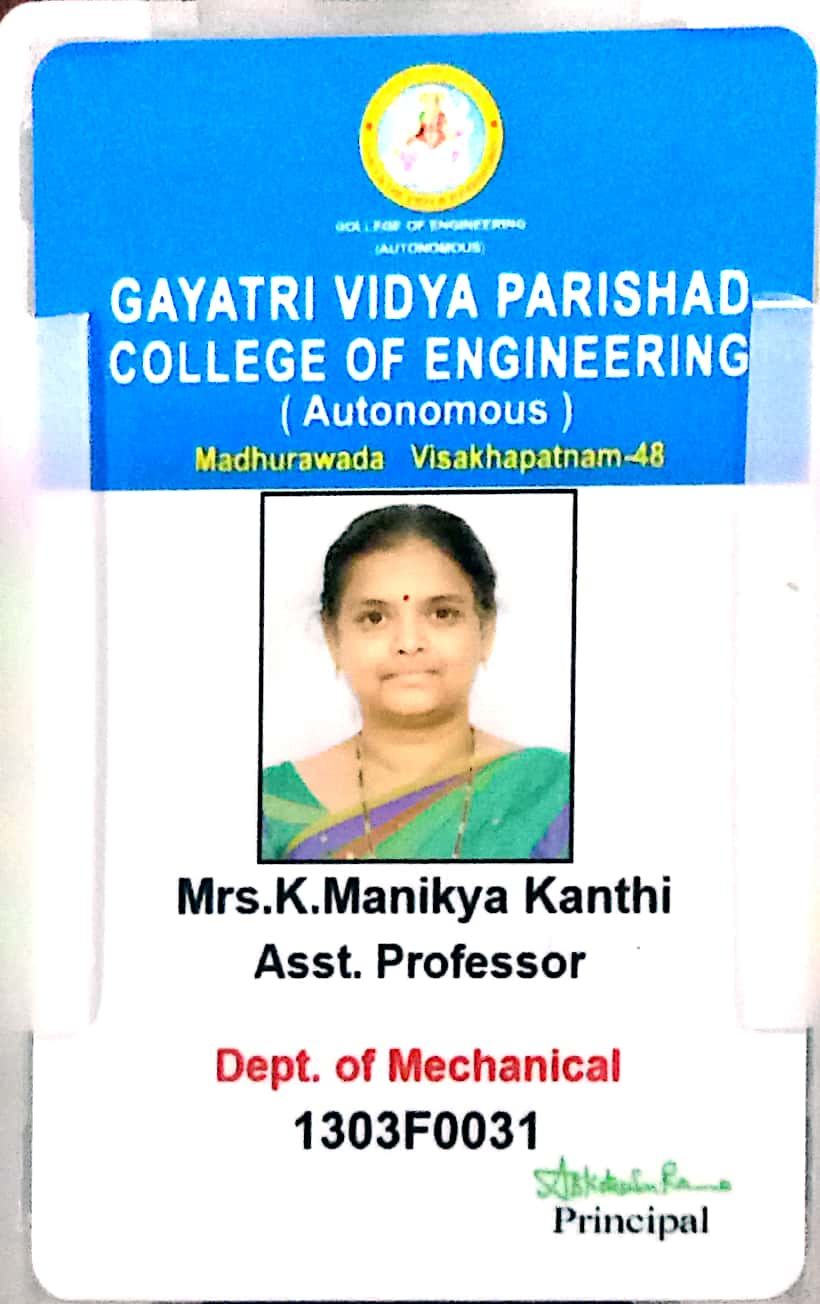 COLLEGE OF ENGINEERING
(AUTONOMOUS)
GAYATRI VIDYA PARISHAD
COLLEGE OF ENGINEERING
( Autonomous )
Madhurawada Visakhapatnam-48
Mrs.K.Manikya Kanthi
Asst. Professor
Dept. of Mechanical
1303F0031
Principal